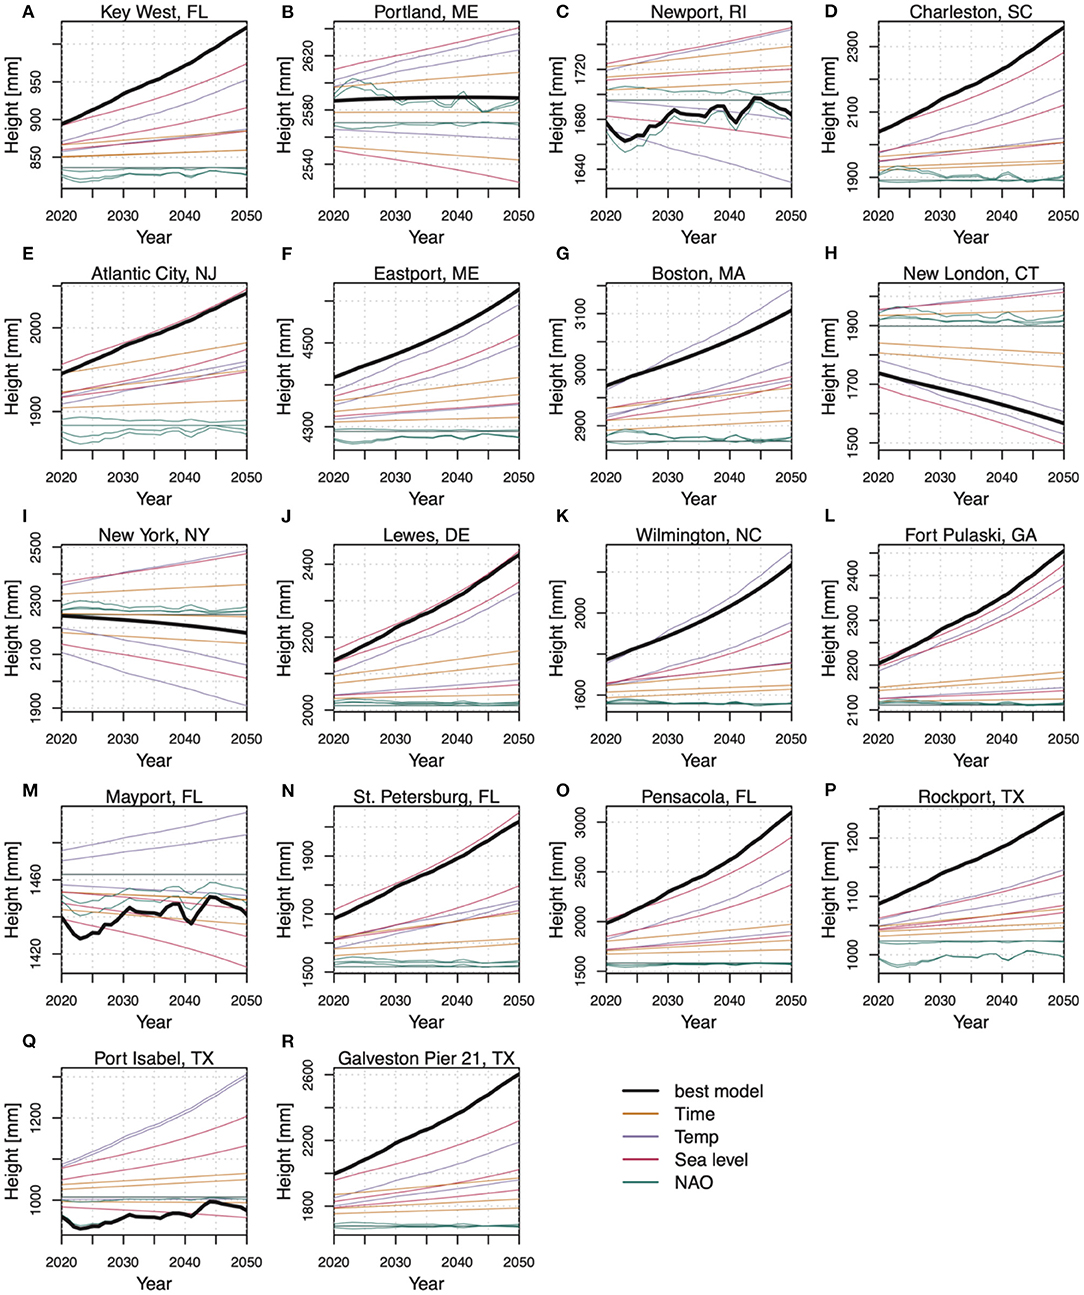 A Key West, FL
Height [mm]
950
900
850
2020 2030 2040 2050
Year
B Portland, ME
Height [mm]
2620
2580
2540
2020 2030 2040 2050
Year
C Newport, RI
Height [mm]
1720
1680
1640
2020 2030 2040 2050
Year
D Charleston, SC
Height [mm]
2300
2100
1900
2020 2030 2040 2050
Year
E Atlantic City, NJ
Height [mm]
2000
1900
2020 2030 2040 2050
Year
F Eastport, ME
Height [mm]
4500
4300
2020 2030 2040 2050
Year
G Boston, MA
Height [mm]
3100
3000
2900
2020 2030 2040 2050
Year
H New London, CT
Height [mm]
1900
1700
1500
2020 2030 2040 2050
Year
I New York, NY
Height [mm]
2500
2300
2100
1900
2020 2030 2040 2050
Year
J Lewes, DE
Height [mm]
2400
2200
2000
2020 2030 2040 2050
Year
K Wilmington, NC
Height [mm]
2000
1800
1600
2020 2030 2040 2050
Year
L Fort Pulaski, GA
Height [mm]
2400
2300
2200
2100
2020 2030 2040 2050
Year
M Mayport, FL
Height [mm]
1460
1420
2020 2030 2040 2050
Year
N St. Petersburg, FL
Height [mm]
1900
1700
1500
2020 2030 2040 2050
Year
O Pensacola, FL
Height [mm]
3000
2500
2000
1500
2020 2030 2040 2050
Year
P Rockport, TX
Height [mm]
1200
1100
1000
2020 2030 2040 2050
Year
Q Port Isabel, TX
Height [mm]
1200
1000
2020 2030 2040 2050
Year
R Galveston Pier 21, TX
Height [mm]
2600
2200
1800
2020 2030 2040 2050
Year
best model
Time
Temp
Sea level
NAO